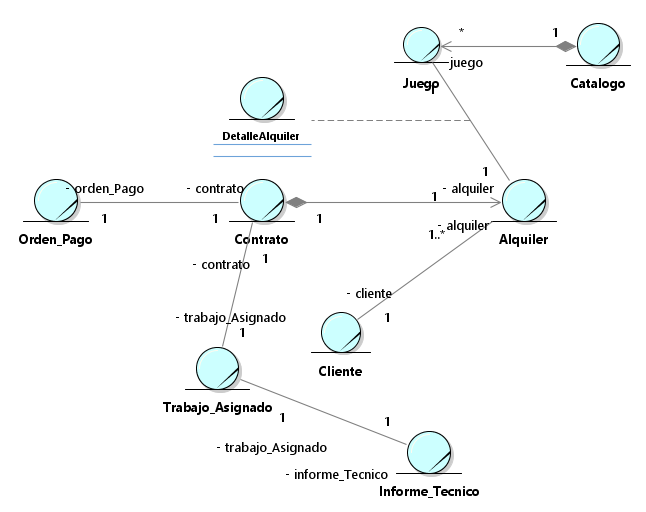 *
1
juego
Juego
Catalogo
DetalleAlquiler
1
- orden_Pago
- contrato
- alquiler
1
1
1
1
- alquiler
1..*
Orden_Pago
Contrato
Alquiler
1
- contrato
- cliente
- trabajo_Asignado
1
1
Cliente
Trabajo_Asignado
1
1
- trabajo_Asignado
- informe_Tecnico
Informe_Tecnico